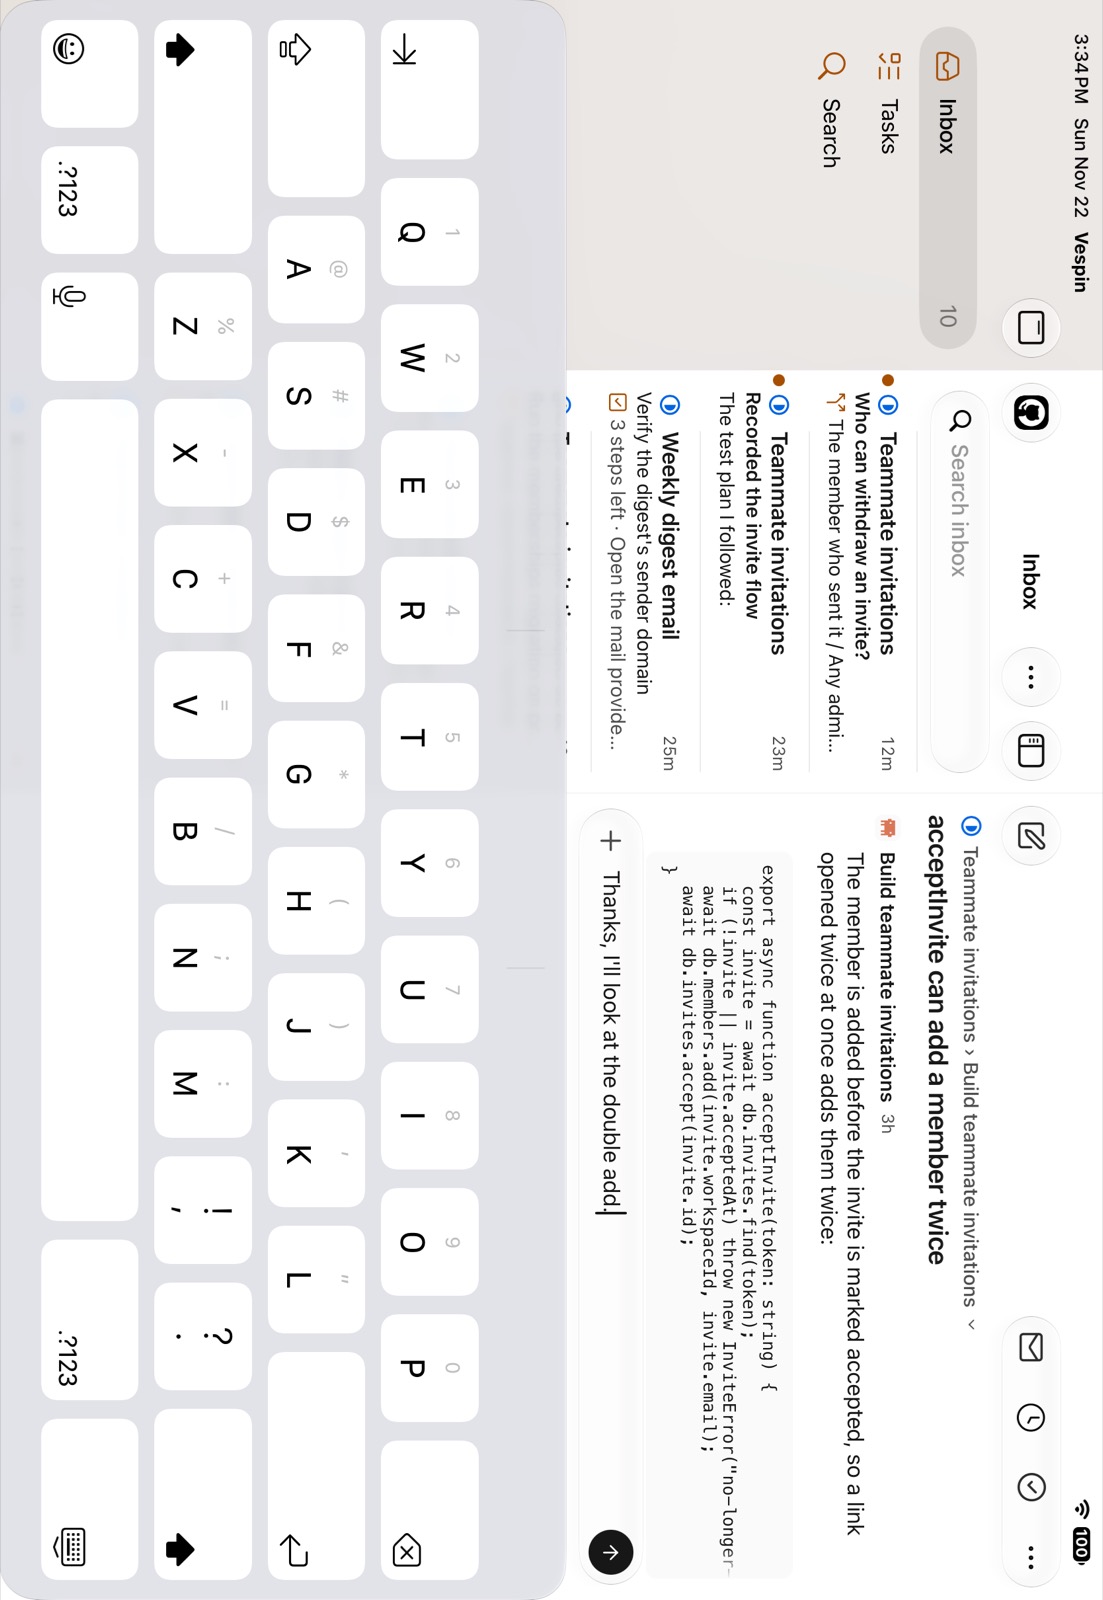 3:34 PM Sun Nov 22 Vespin
100
Inbox 10
Tasks
Search
Inbox
Search inbox
Teammate invitations 12m
Who can withdraw an invite?
The member who sent it / Any admi...
Teammate invitations 23m
Recorded the invite flow
The test plan I followed:
Weekly digest email 25m
Verify the digest's sender domain
3 steps left · Open the mail provide...
Teammate invitations › Build teammate invitations
acceptInvite can add a member twice
Build teammate invitations 3h
The member is added before the invite is marked accepted, so a link
opened twice at once adds them twice:
export async function acceptInvite(token: string) {
const invite = await db.invites.find(token);
if (!invite || invite.acceptedAt) throw new InviteError("no-longer-
await db.members.add(invite.workspaceId, invite.email);
await db.invites.accept(invite.id);
}
Thanks, I'll look at the double add.
1 2 3 4 5 6 7 8 9 0
Q W E R T Y U I O P
@ # $ & * ( ) ' "
A S D F G H J K L
% - + = / ; : ! ?
Z X C V B N M , .
.?123 .?123